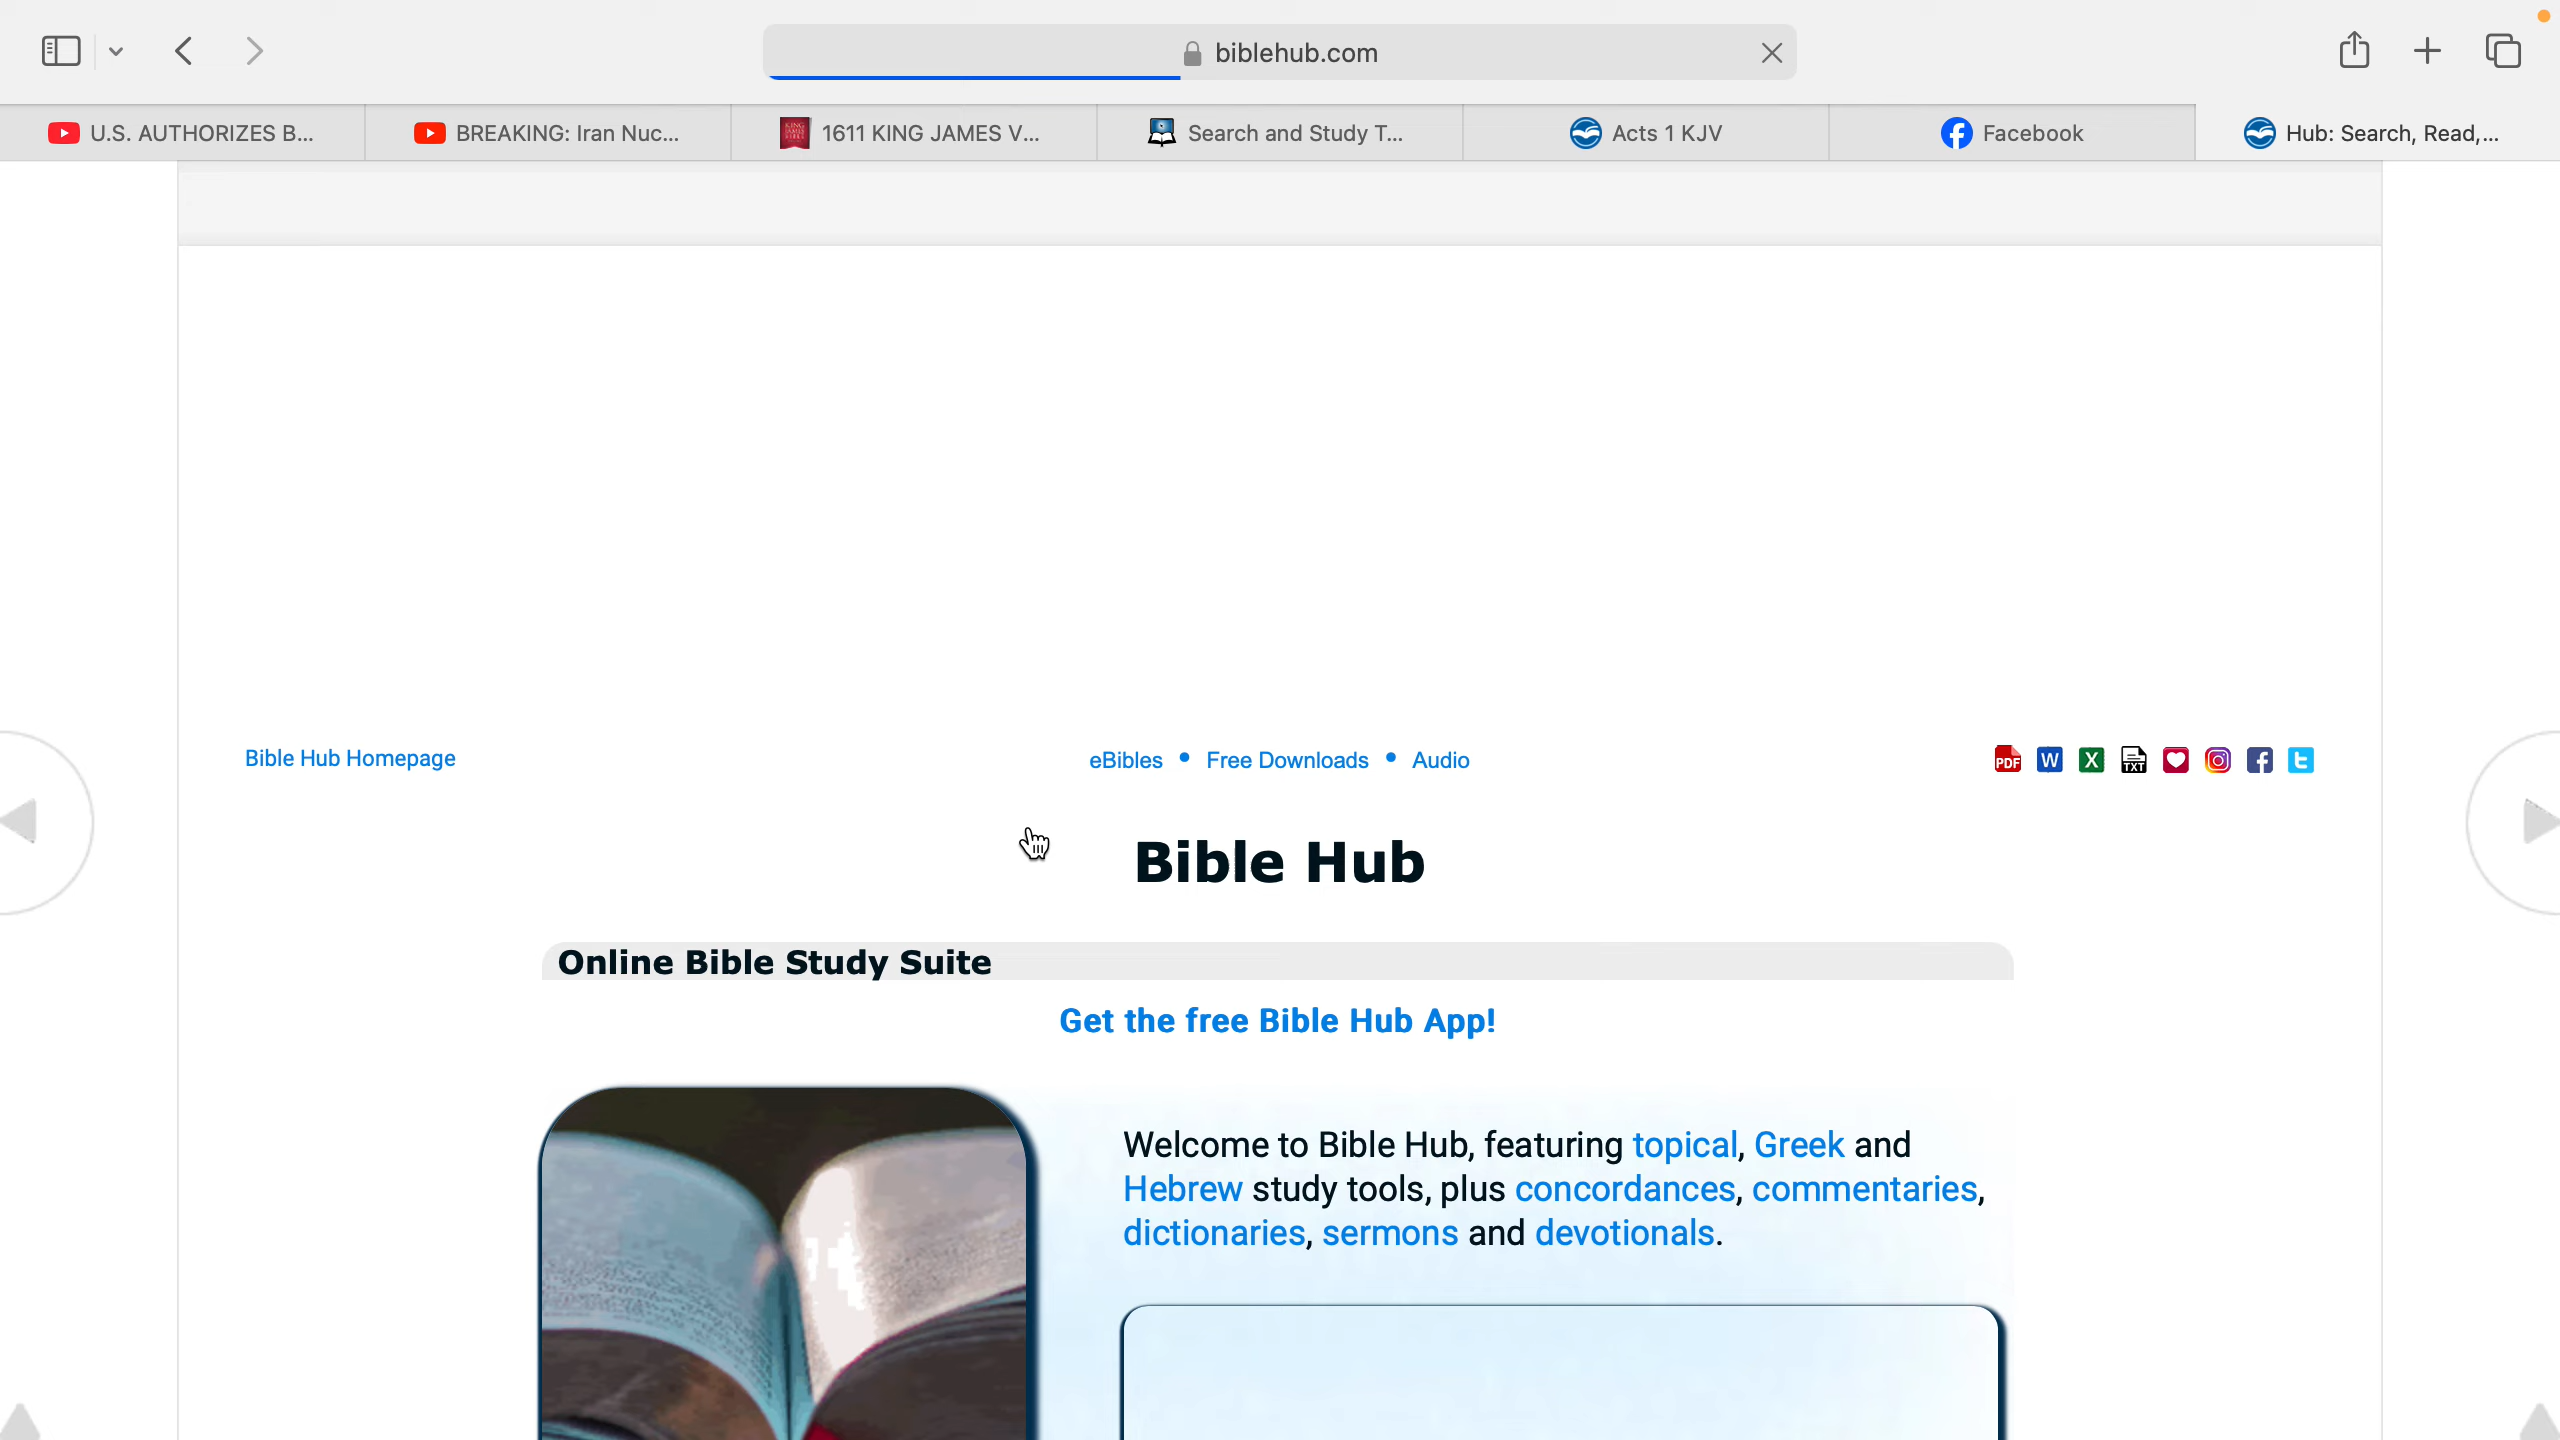 biblehub.com
U.S. AUTHORIZES B...
BREAKING: Iran Nuc...
1611 KING JAMES V...
Search and Study T...
Acts 1 KJV
Facebook
Hub: Search, Read,...
Bible Hub Homepage
eBibles • Free Downloads • Audio
PDF W X TXT
Bible Hub
Online Bible Study Suite
Get the free Bible Hub App!
Welcome to Bible Hub, featuring topical, Greek and
Hebrew study tools, plus concordances, commentaries,
dictionaries, sermons and devotionals.